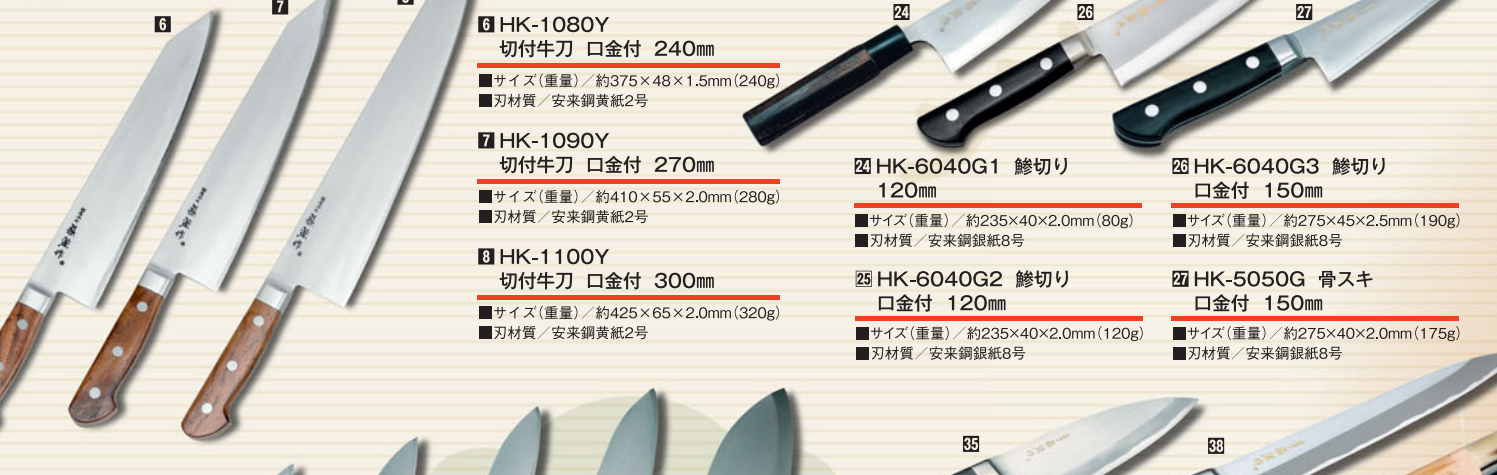 6
7
6 HK-1080Y
切付牛刀 口金付 240㎜
■サイズ(重量)／約375×48×1.5mm(240g)
■刃材質／安来鋼黄紙2号
7 HK-1090Y
切付牛刀 口金付 270㎜
■サイズ(重量)／約410×55×2.0mm(280g)
■刃材質／安来鋼黄紙2号
8 HK-1100Y
切付牛刀 口金付 300㎜
■サイズ(重量)／約425×65×2.0mm(320g)
■刃材質／安来鋼黄紙2号
24
26
27
24 HK-6040G1 鯵切り
120㎜
■サイズ(重量)／約235×40×2.0mm(80g)
■刃材質／安来鋼銀紙8号
25 HK-6040G2 鯵切り
口金付 120㎜
■サイズ(重量)／約235×40×2.0mm(120g)
■刃材質／安来鋼銀紙8号
26 HK-6040G3 鯵切り
口金付 150㎜
■サイズ(重量)／約275×45×2.5mm(190g)
■刃材質／安来鋼銀紙8号
27 HK-5050G 骨スキ
口金付 150㎜
■サイズ(重量)／約275×40×2.0mm(175g)
■刃材質／安来鋼銀紙8号
35
38